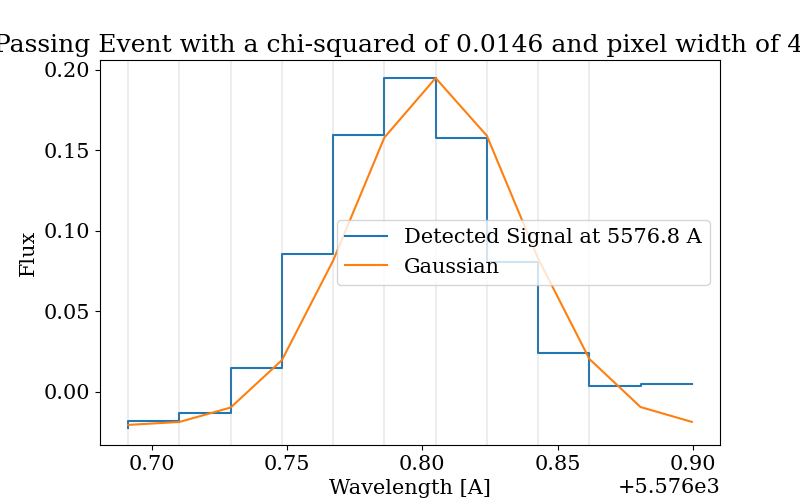 Passing Event with a chi-squared of 0.0146 and pixel width of 4
0.20
0.15
0.10
0.05
0.00
Flux
Detected Signal at 5576.8 A
Gaussian
0.70 0.75 0.80 0.85 0.90
+5.576e3
Wavelength [A]